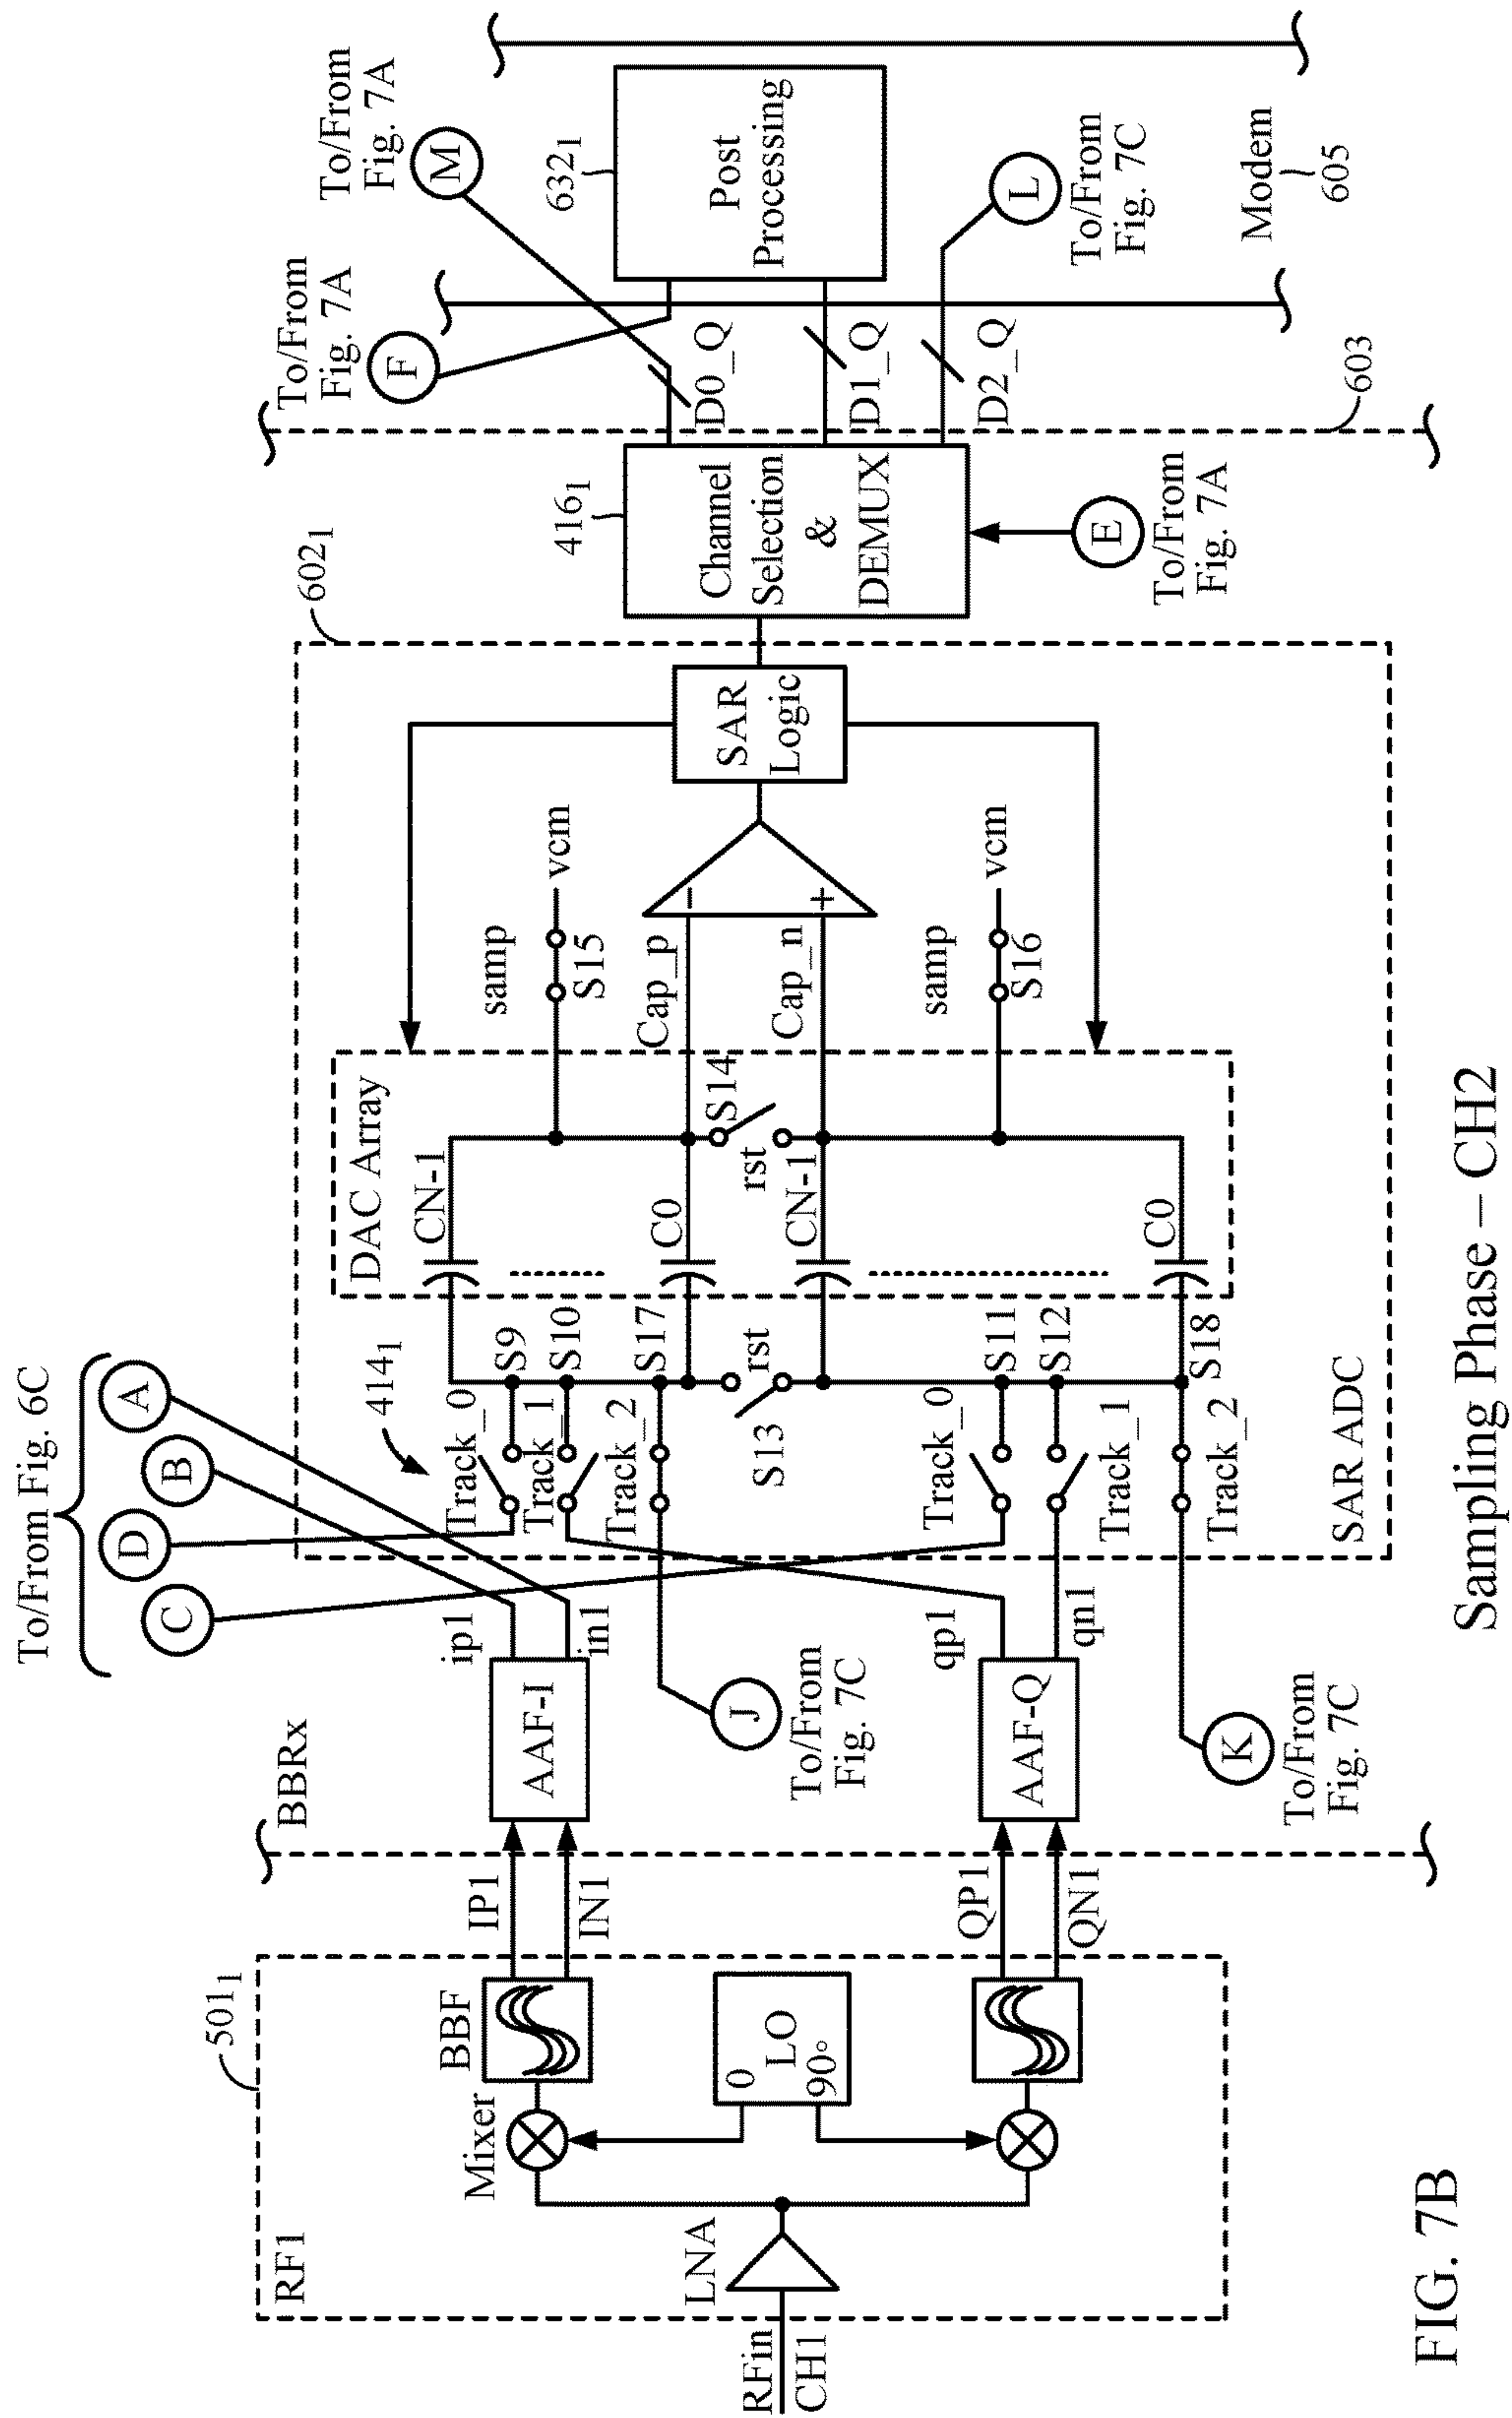 RFin
CH1
RF1
501₁
LNA
Mixer
BBF
0
LO
90°
IP1
IN1
QP1
QN1
BBRx
AAF-I
ip1
in1
AAF-Q
qp1
qn1
To/From Fig. 6C
C
D
B
A
J
To/From
Fig. 7C
K
To/From
Fig. 7C
414₁
Track_0
S9
Track_1
S10
Track_2
S17
S13
rst
Track_0
S11
Track_1
S12
Track_2
S18
SAR ADC
602₁
DAC Array
CN-1
C0
CN-1
C0
rst
S14
samp
S15
vcm
Cap_p
Cap_n
samp
S16
vcm
−
+
SAR
Logic
416₁
Channel
Selection
&
DEMUX
E
To/From
Fig. 7A
603
D0_Q
D1_Q
D2_Q
To/From
Fig. 7A
F
To/From
Fig. 7A
M
632₁
Post
Processing
L
To/From
Fig. 7C
Modem
605
FIG. 7B
Sampling Phase – CH2